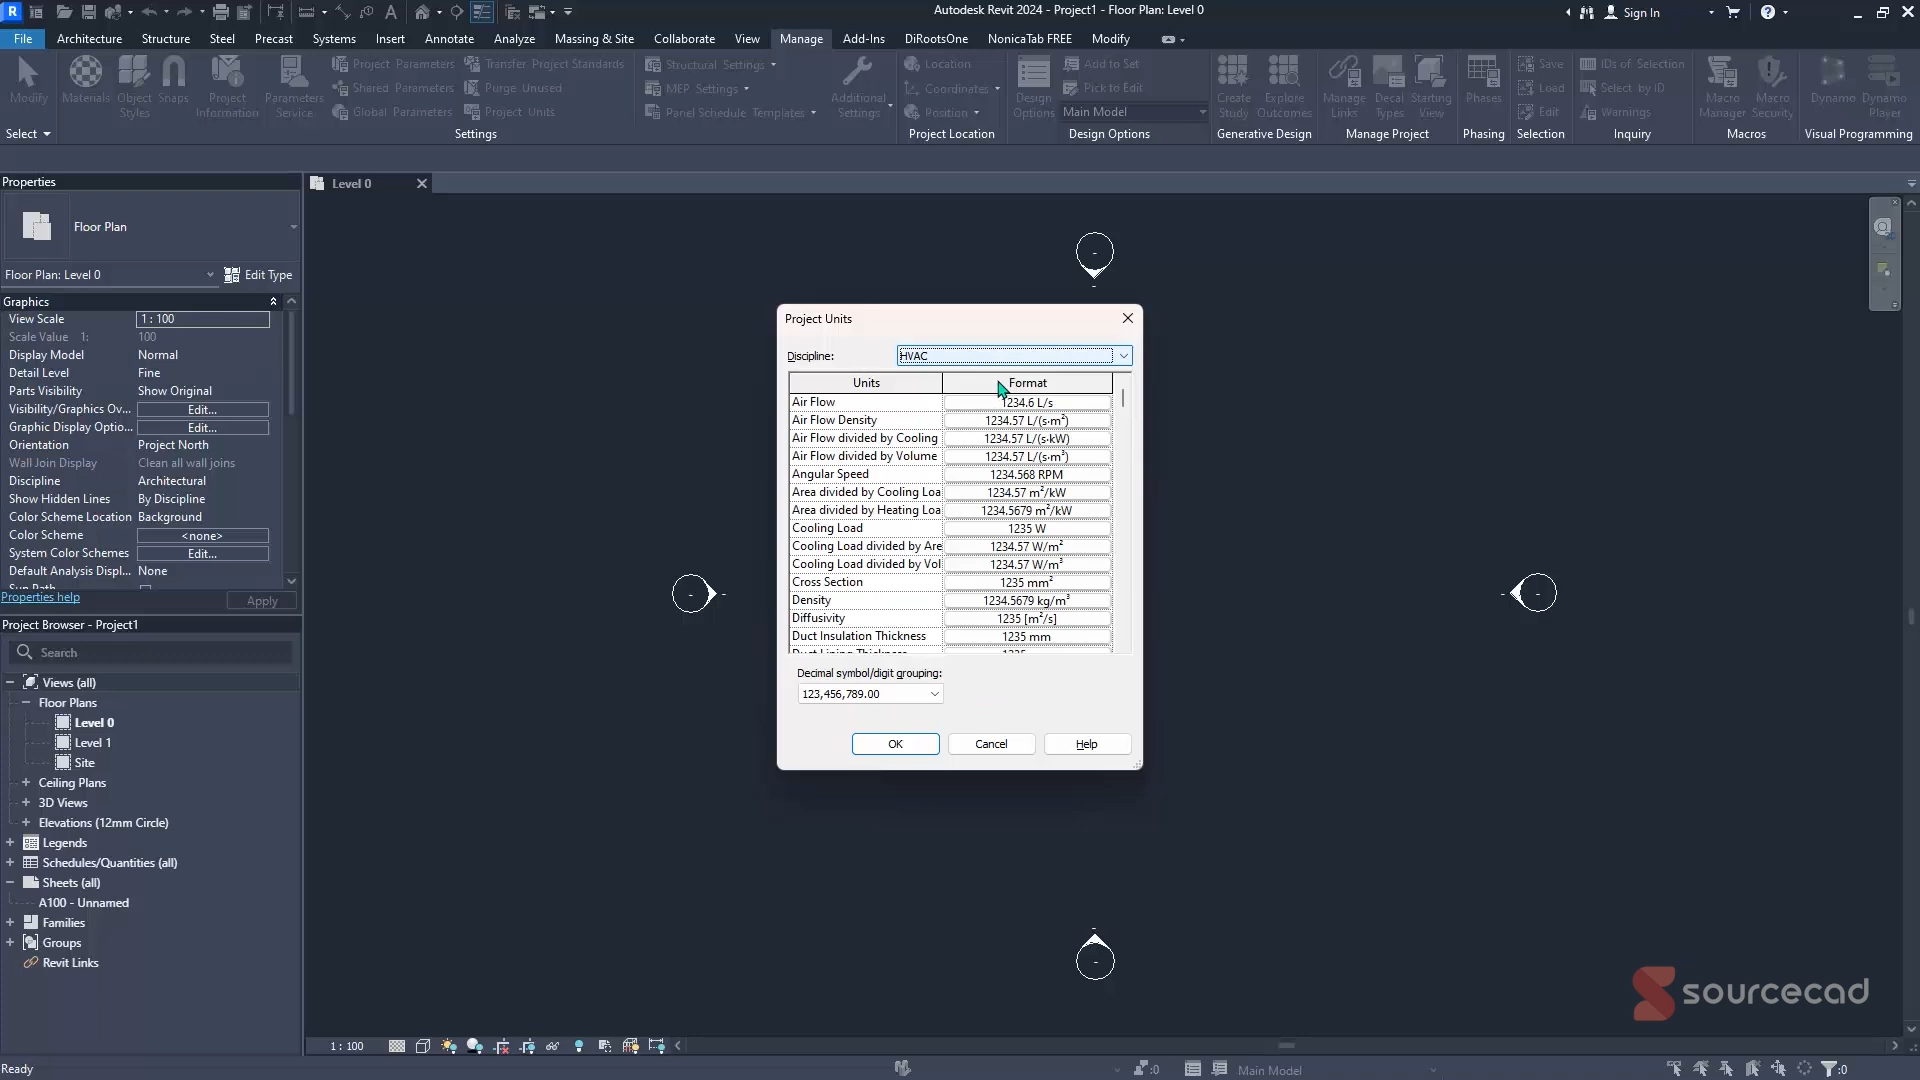 Autodesk Revit 2024 - Project1 - Floor Plan: Level 0
Sign In
File Architecture Structure Steel Precast Systems Insert Annotate Analyze Massing & Site Collaborate View Manage Add-Ins DiRootsOne NonicaTab FREE Modify
Modify
Materials
Object Styles
Snaps
Project Information
Parameters Service
Project Parameters
Shared Parameters
Global Parameters
Transfer Project Standards
Purge Unused
Project Units
Structural Settings
MEP Settings
Panel Schedule Templates
Additional Settings
Location
Coordinates
Position
Design Options
Add to Set
Pick to Edit
Main Model
Create Study
Explore Outcomes
Manage Links
Decal Types
Starting View
Phases
Save
Load
Edit
IDs of Selection
Select by ID
Warnings
Macro Manager
Macro Security
Dynamo
Dynamo Player
Select
Settings
Project Location
Design Options
Generative Design
Manage Project
Phasing
Selection
Inquiry
Macros
Visual Programming
Properties
Floor Plan
Floor Plan: Level 0
Edit Type
Graphics
View Scale 1 : 100
Scale Value 1: 100
Display Model Normal
Detail Level Fine
Parts Visibility Show Original
Visibility/Graphics Ov... Edit...
Graphic Display Optio... Edit...
Orientation Project North
Wall Join Display Clean all wall joins
Discipline Architectural
Show Hidden Lines By Discipline
Color Scheme Location Background
Color Scheme <none>
System Color Schemes Edit...
Default Analysis Displ... None
Properties help
Apply
Project Browser - Project1
Search
Views (all)
Floor Plans
Level 0
Level 1
Site
Ceiling Plans
3D Views
Elevations (12mm Circle)
Legends
Schedules/Quantities (all)
Sheets (all)
A100 - Unnamed
Families
Groups
Revit Links
Level 0
Project Units
Discipline: HVAC
Units Format
Air Flow 1234.6 L/s
Air Flow Density 1234.57 L/(s·m²)
Air Flow divided by Cooling 1234.57 L/(s·kW)
Air Flow divided by Volume 1234.57 L/(s·m³)
Angular Speed 1234.568 RPM
Area divided by Cooling Loa 1234.57 m²/kW
Area divided by Heating Loa 1234.5679 m²/kW
Cooling Load 1235 W
Cooling Load divided by Are 1234.57 W/m²
Cooling Load divided by Vol 1234.57 W/m³
Cross Section 1235 mm²
Density 1234.5679 kg/m³
Diffusivity 1235 [m²/s]
Duct Insulation Thickness 1235 mm
Decimal symbol/digit grouping:
123,456,789.00
OK Cancel Help
sourcecad
1 : 100
Ready
:0
Main Model
:0